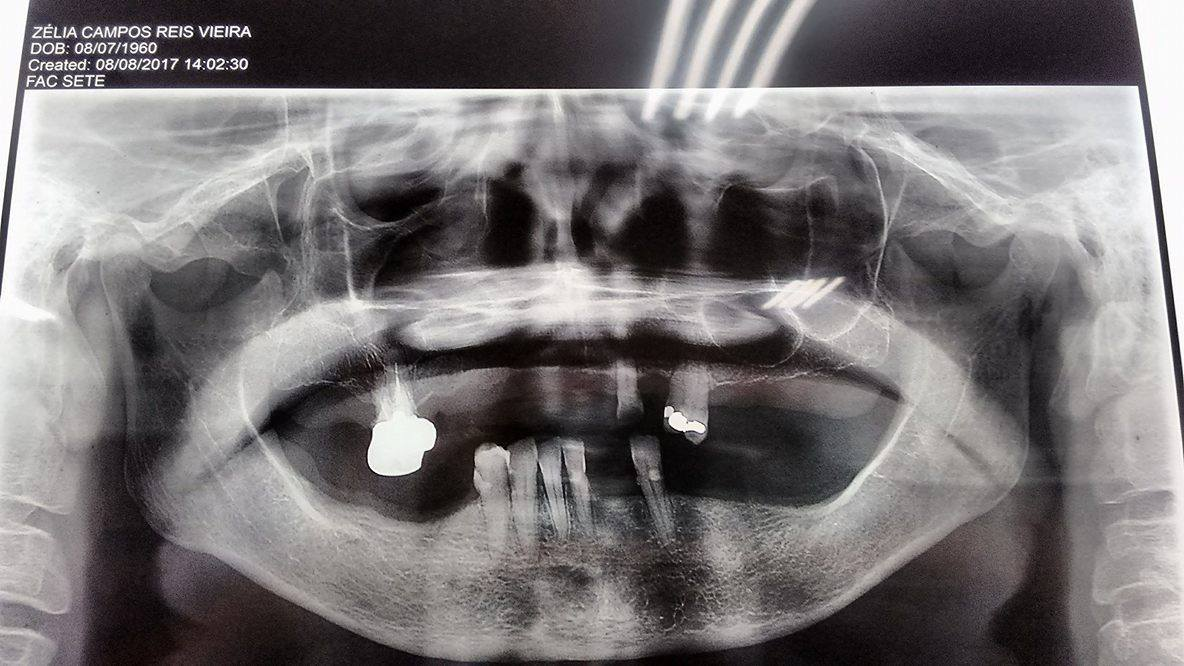 ZÉLIA CAMPOS REIS VIEIRA
DOB: 08/07/1960
Created: 08/08/2017 14:02:30
FAC SETE